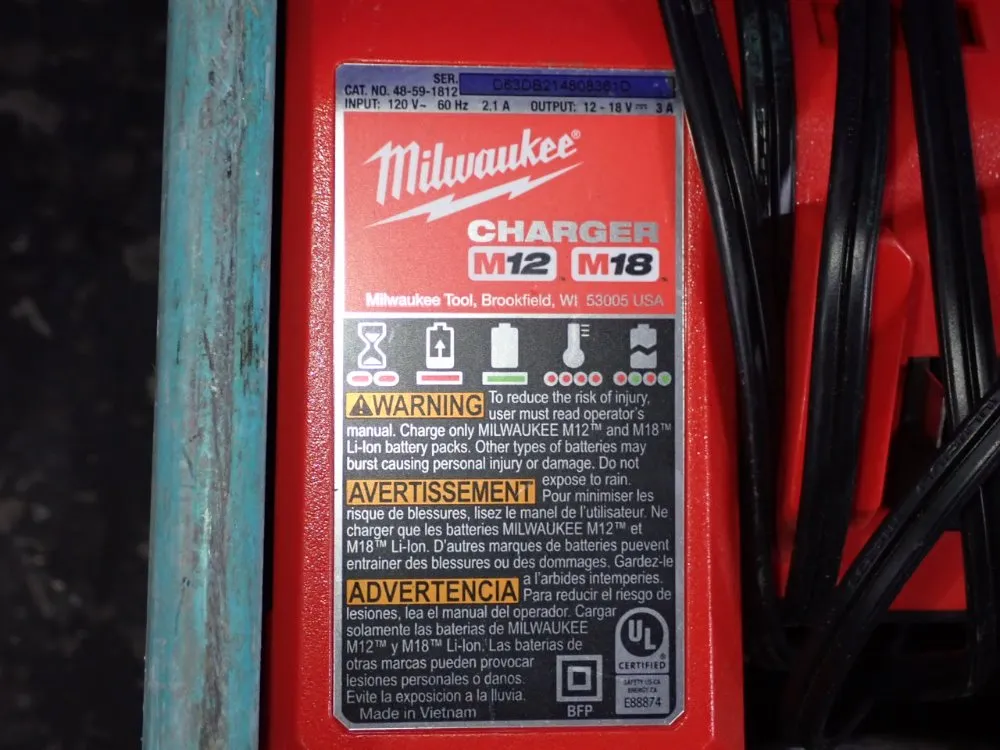 SER.
CAT. NO. 48-59-1812
INPUT: 120 V~ 60 Hz 2.1 A OUTPUT: 12 - 18 V⎓ 3 A
Milwaukee®
CHARGER
M12™ M18™
Milwaukee Tool, Brookfield, WI 53005 USA
⚠WARNING To reduce the risk of injury,
user must read operator's
manual. Charge only MILWAUKEE M12™ and M18™
Li-Ion battery packs. Other types of batteries may
burst causing personal injury or damage. Do not
expose to rain.
AVERTISSEMENT Pour minimiser les
risque de blessures, lisez le manel de l'utilisateur. Ne
charger que les batteries MILWAUKEE M12™ et
M18™ Li-Ion. D'autres marques de batteries puevent
entrainer des blessures ou des dommages. Gardez-le
a l'arbides intemperies.
ADVERTENCIA Para reducir el riesgo de
lesiones, lea el manual del operador. Cargar
solamente las baterias de MILWAUKEE
M12™ y M18™ Li-Ion. Las baterias de
otras marcas pueden provocar
lesiones personales o danos.
Evite la exposicion a la lluvia.
Made in Vietnam
BFP
UL®
CERTIFIED
SAFETY US-CA
ENERGY CA
E88874